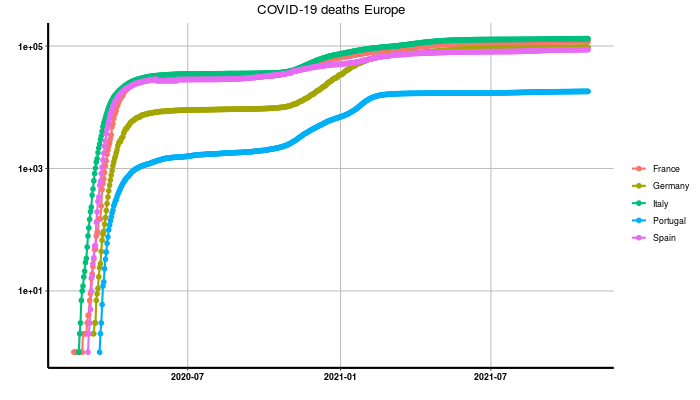 COVID-19 deaths Europe
1e+05
1e+03
1e+01
2020-07
2021-01
2021-07
France
Germany
Italy
Portugal
Spain